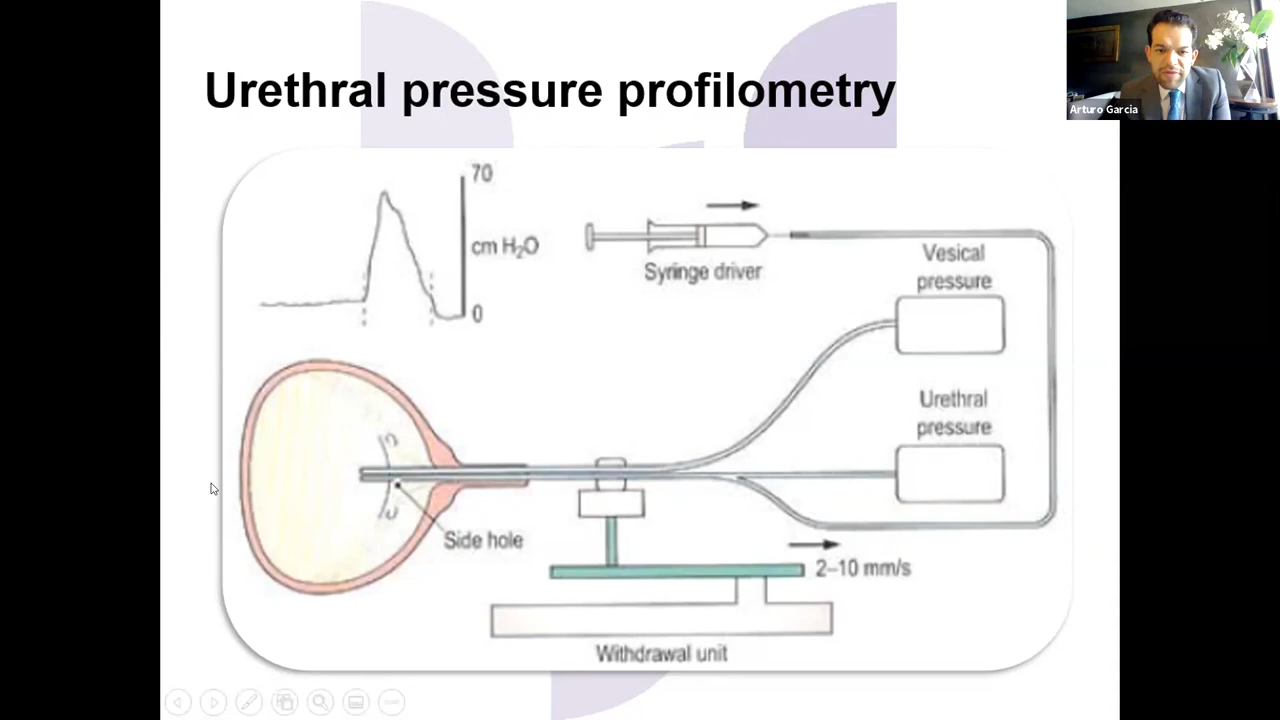 Urethral pressure profilometry
Arturo Garcia
70
cm H₂O
0
Syringe driver
Vesical
pressure
Urethral
pressure
Side hole
2–10 mm/s
Withdrawal unit